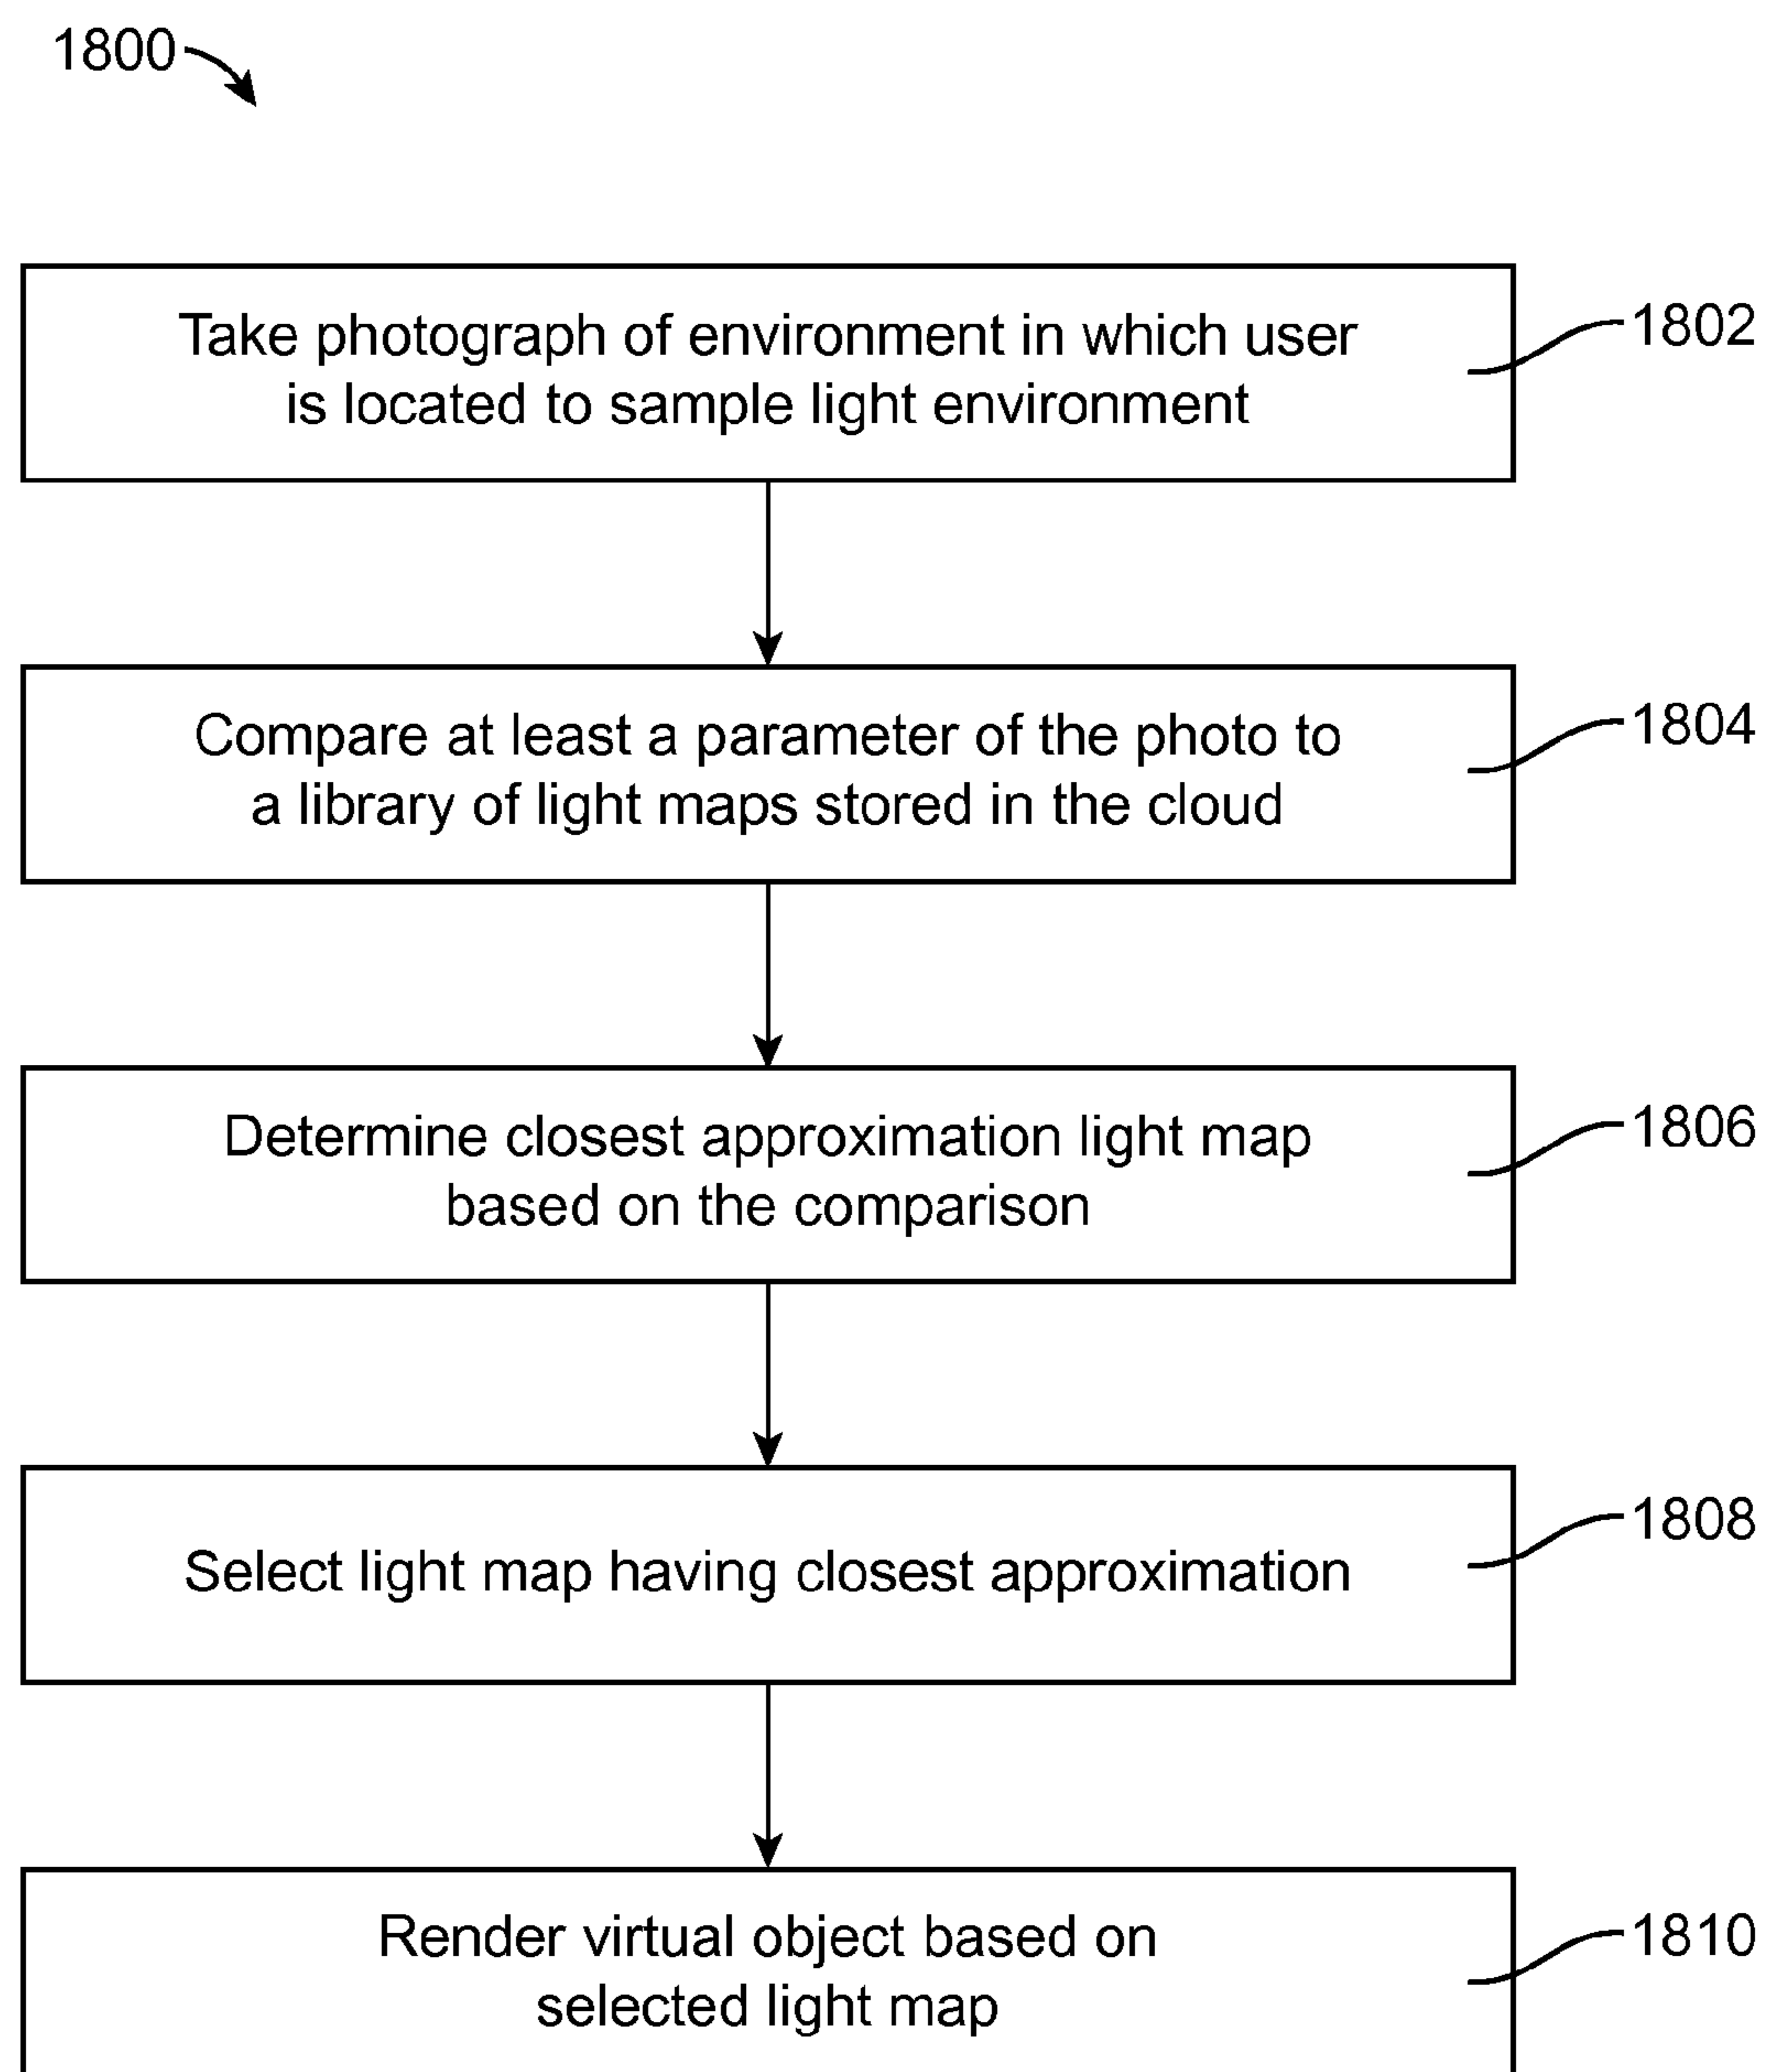 1800
Take photograph of environment in which user
is located to sample light environment
1802
Compare at least a parameter of the photo to
a library of light maps stored in the cloud
1804
Determine closest approximation light map
based on the comparison
1806
Select light map having closest approximation
1808
Render virtual object based on
selected light map
1810